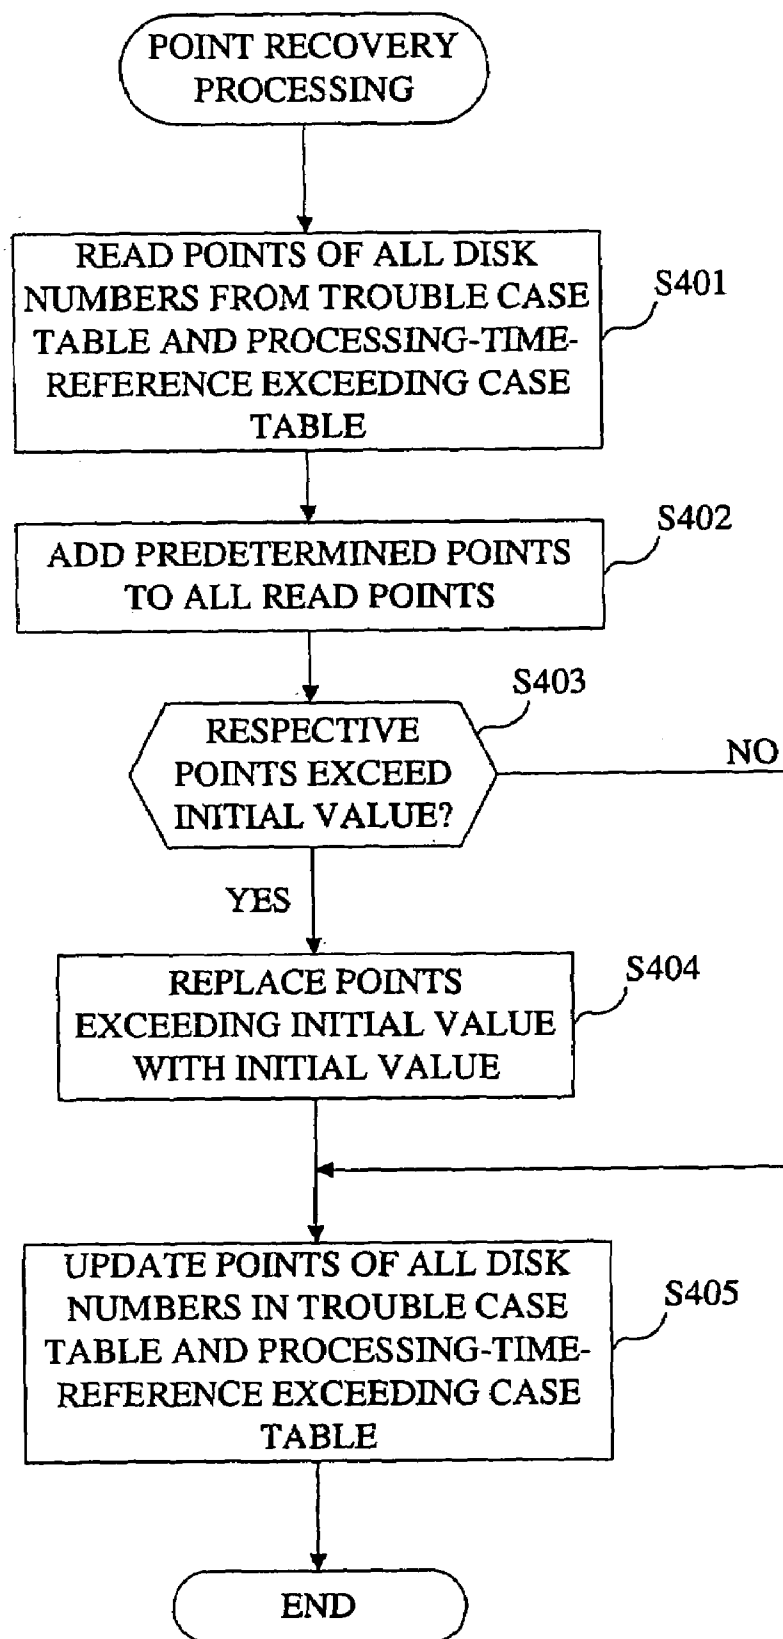 POINT RECOVERY
PROCESSING
READ POINTS OF ALL DISK
NUMBERS FROM TROUBLE CASE
TABLE AND PROCESSING-TIME-
REFERENCE EXCEEDING CASE
TABLE
S401
ADD PREDETERMINED POINTS
TO ALL READ POINTS
S402
RESPECTIVE
POINTS EXCEED
INITIAL VALUE?
S403
NO
YES
REPLACE POINTS
EXCEEDING INITIAL VALUE
WITH INITIAL VALUE
S404
UPDATE POINTS OF ALL DISK
NUMBERS IN TROUBLE CASE
TABLE AND PROCESSING-TIME-
REFERENCE EXCEEDING CASE
TABLE
S405
END